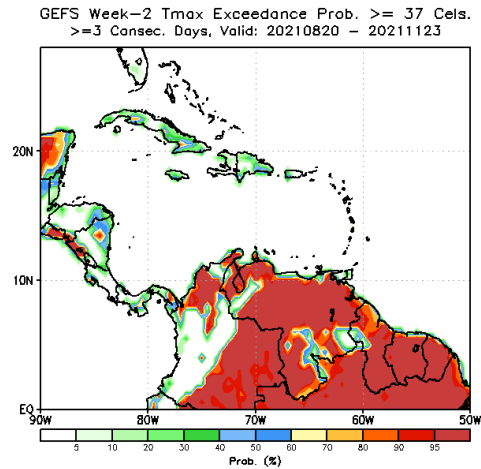 GEFS Week-2 Tmax Exceedance Prob. >= 37 Cels.
>=3 Consec. Days, Valid: 20210820 - 20211123
20N
10N
EQ
90W 80W 70W 60W 50W
5 10 20 30 40 50 60 70 80 90 95
Prob. (%)